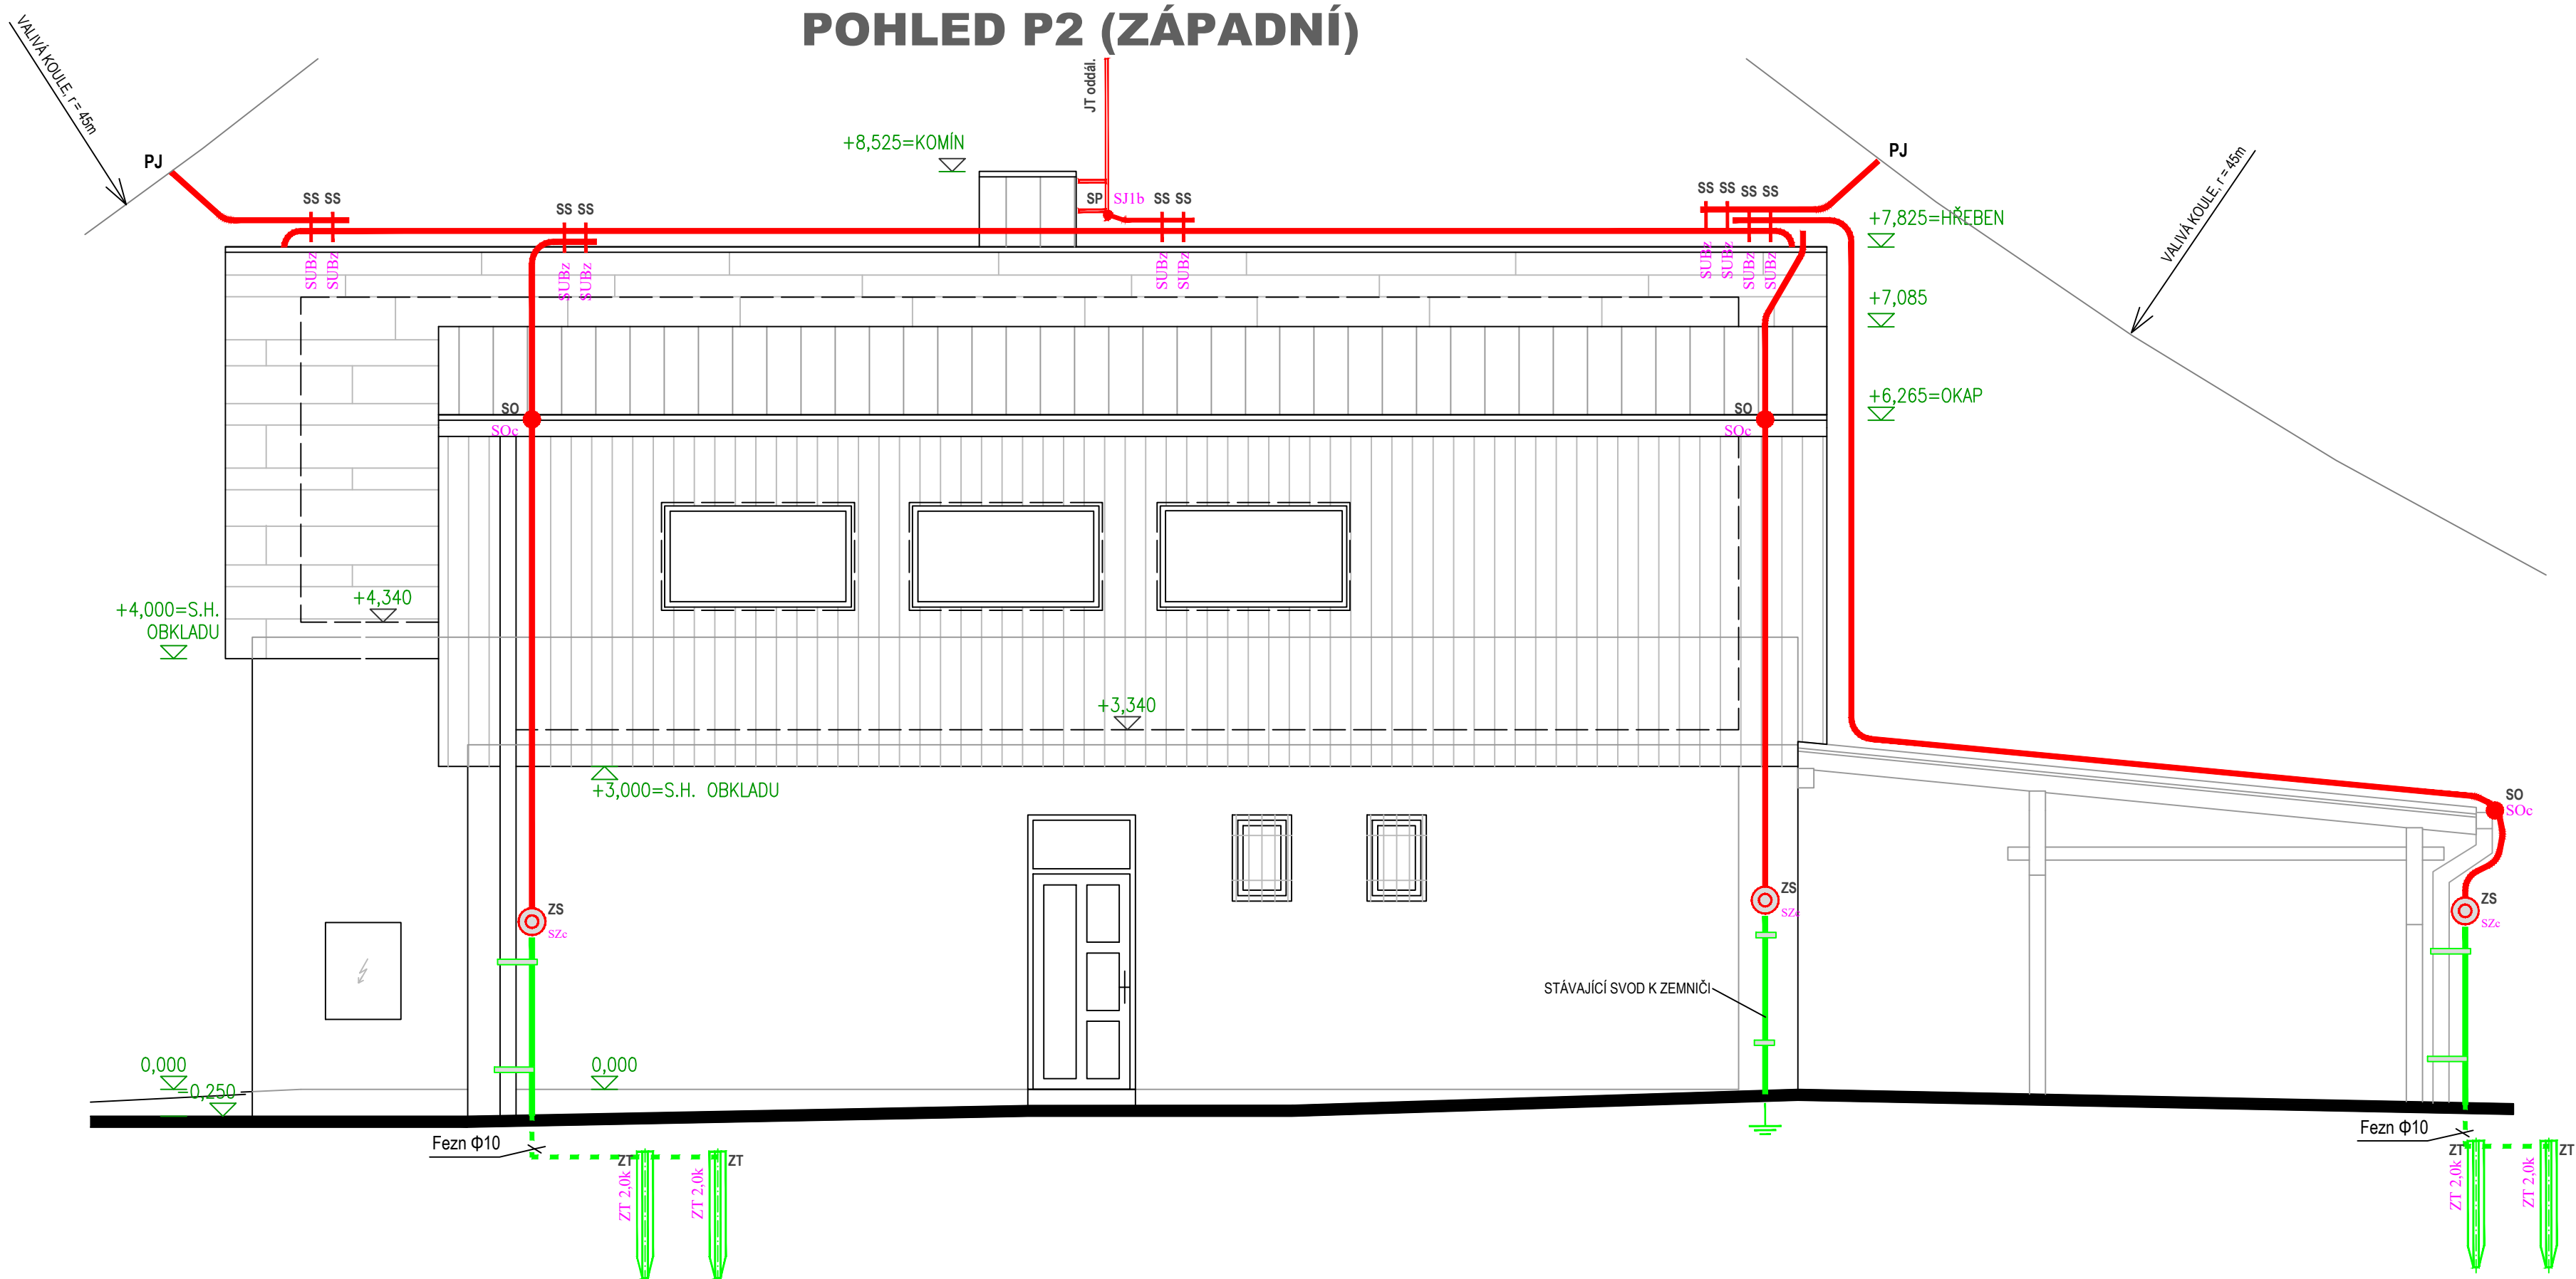 POHLED P2 (ZÁPADNÍ)
VALIVÁ KOULE, r = 45m
JT oddál.
+8,525=KOMÍN
PJ
PJ
VALIVÁ KOULE, r = 45m
SS SS
SS SS
SP
SJ1b
SS SS
SS SS SS SS
+7,825=HŘEBEN
SUBz SUBz
SUBz SUBz
SUBz SUBz
SUBz SUBz SUBz SUBz
+7,085
+6,265=OKAP
SO
SOc
SO
SOc
+4,340
+4,000=S.H.
OBKLADU
+3,340
+3,000=S.H. OBKLADU
SO
SOc
ZS
SZc
ZS
SZc
ZS
SZc
STÁVAJÍCÍ SVOD K ZEMNIČI
0,000
-0,250
0,000
Fezn Φ10
Fezn Φ10
ZT
ZT
ZT
ZT
ZT 2,0k
ZT 2,0k
ZT 2,0k
ZT 2,0k